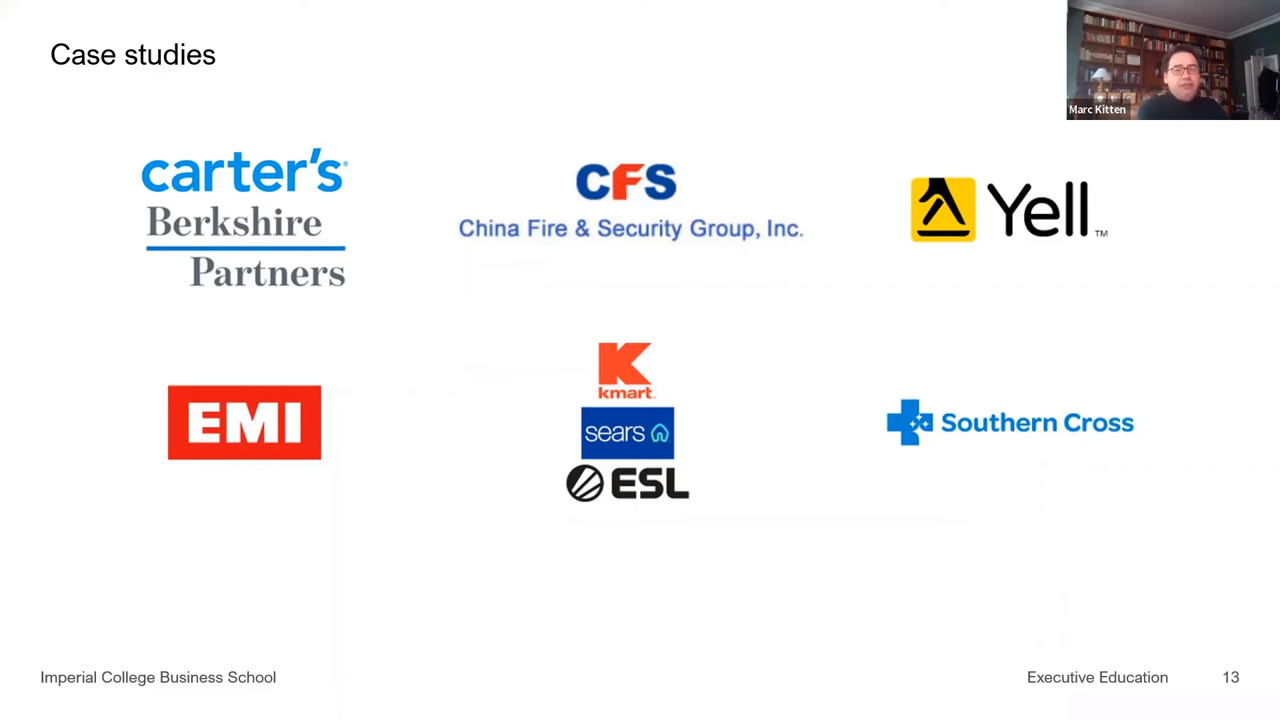 Case studies
Marc Kitten
carter's®
Berkshire
Partners
CFS
China Fire & Security Group, Inc.
Yell™
EMI
K
kmart.
sears
ESL
Southern Cross
Imperial College Business School
Executive Education
13